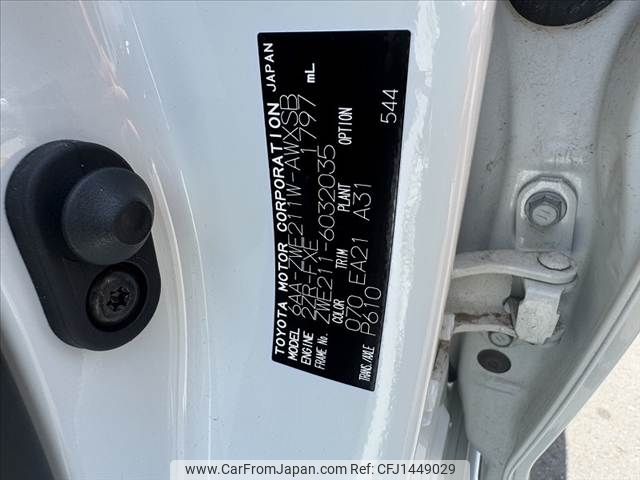 TOYOTA MOTOR CORPORATION JAPAN
MODEL 6AA-ZWE211W-AWXSB
ENGINE 2ZR-FXE 1797 mL
FRAME No. ZWE211-6032035
COLOR TRIM PLANT OPTION
070 EA21 A31 544
TRANS./AXLE P610
www.CarFromJapan.com CFJ1449029